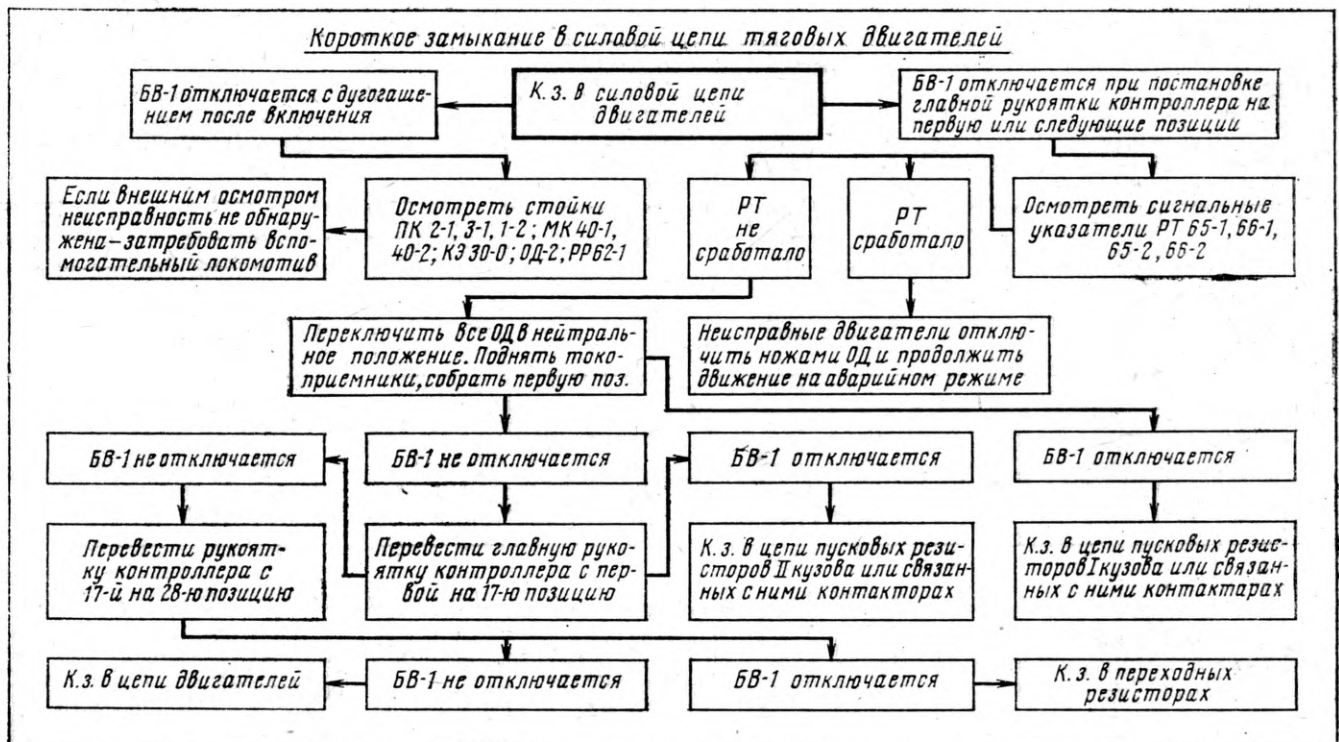 Короткое замыкание в силовой цепи тяговых двигателей
БВ-1 отключается с дугогаше-
нием после включения
К. з. в силовой цепи
двигателей
БВ-1 отключается при постановке
главной рукоятки контроллера на
первую или следующие позиции
Если внешним осмотром
неисправность не обнару-
жена-затребовать вспо-
могательный локомотив
Осмотреть стойки
ПК 2-1, 3-1, 1-2; МК 40-1,
40-2; КЭ 30-0; ОД-2; РР62-1
РТ
не
сработало
РТ
сработало
Осмотреть сигнальные
указатели РТ 65-1, 66-1,
65-2, 66-2
Переключить все ОД в нейтраль-
ное положение. Поднять токо-
приемники, собрать первую поз.
Неисправные двигатели отклю-
чить ножами ОД и продолжить
движение на аварийном режиме
БВ-1 не отключается
БВ-1 не отключается
БВ-1 отключается
БВ-1 отключается
Перевести рукоят-
ку контроллера с
17-й на 28-ю позицию
Перевести главную руко-
ятку контроллера с пер-
вой на 17-ю позицию
К.з. в цепи пусковых рези-
сторов II кузова или связан-
ных с ними контакторах
К.з. в цепи пусковых резис-
торов I кузова или связан-
ных с ними контактарах
К.з. в цепи двигателей
БВ-1 не отключается
БВ-1 отключается
К. з. в переходных
резисторах